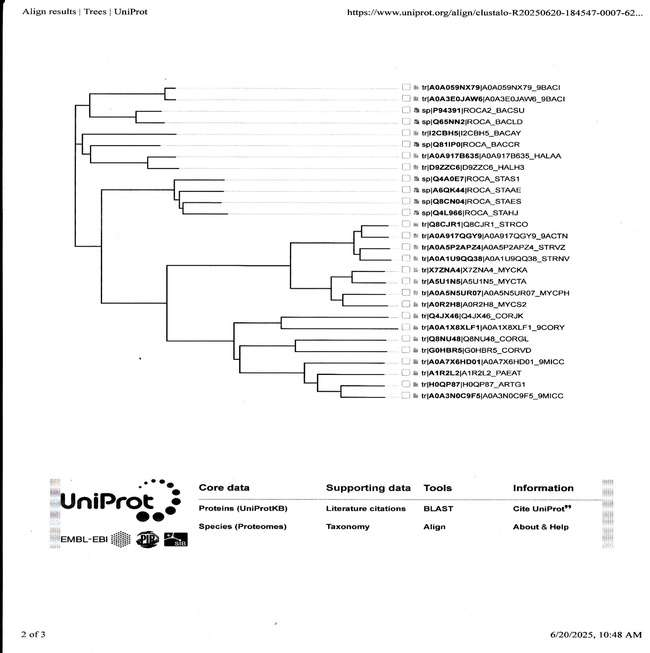 Align results | Trees | UniProt
https://www.uniprot.org/align/clustalo-R20250620-184547-0007-62...
tr|A0A059NX79|A0A059NX79_9BACI
tr|A0A3E0JAW6|A0A3E0JAW6_9BACI
sp|P94391|ROCA2_BACSU
sp|Q65NN2|ROCA_BACLD
tr|I2CBH5|I2CBH5_BACAY
sp|Q81IP0|ROCA_BACCR
tr|A0A917B635|A0A917B635_HALAA
tr|D9ZZC6|D9ZZC6_HALH3
sp|Q4A0E7|ROCA_STAS1
sp|A6QK44|ROCA_STAAE
sp|Q8CN04|ROCA_STAES
sp|Q4L966|ROCA_STAHJ
tr|Q8CJR1|Q8CJR1_STRCO
tr|A0A917QGY9|A0A917QGY9_9ACTN
tr|A0A5P2APZ4|A0A5P2APZ4_STRVZ
tr|A0A1U9QQ38|A0A1U9QQ38_STRNV
tr|X7ZNA4|X7ZNA4_MYCKA
tr|A5U1N5|A5U1N5_MYCTA
tr|A0A5N5UR07|A0A5N5UR07_MYCPH
tr|A0R2H8|A0R2H8_MYCS2
tr|Q4JX46|Q4JX46_CORJK
tr|A0A1X8XLF1|A0A1X8XLF1_9CORY
tr|Q8NU48|Q8NU48_CORGL
tr|G0HBR5|G0HBR5_CORVD
tr|A0A7X6HD01|A0A7X6HD01_9MICC
tr|A1R2L2|A1R2L2_PAEAT
tr|H0QP87|H0QP87_ARTG1
tr|A0A3N0C9F5|A0A3N0C9F5_9MICC
UniProt
EMBL-EBI PIR SIB
Core data Supporting data Tools Information
Proteins (UniProtKB) Literature citations BLAST Cite UniProt”
Species (Proteomes) Taxonomy Align About & Help
2 of 3
6/20/2025, 10:48 AM